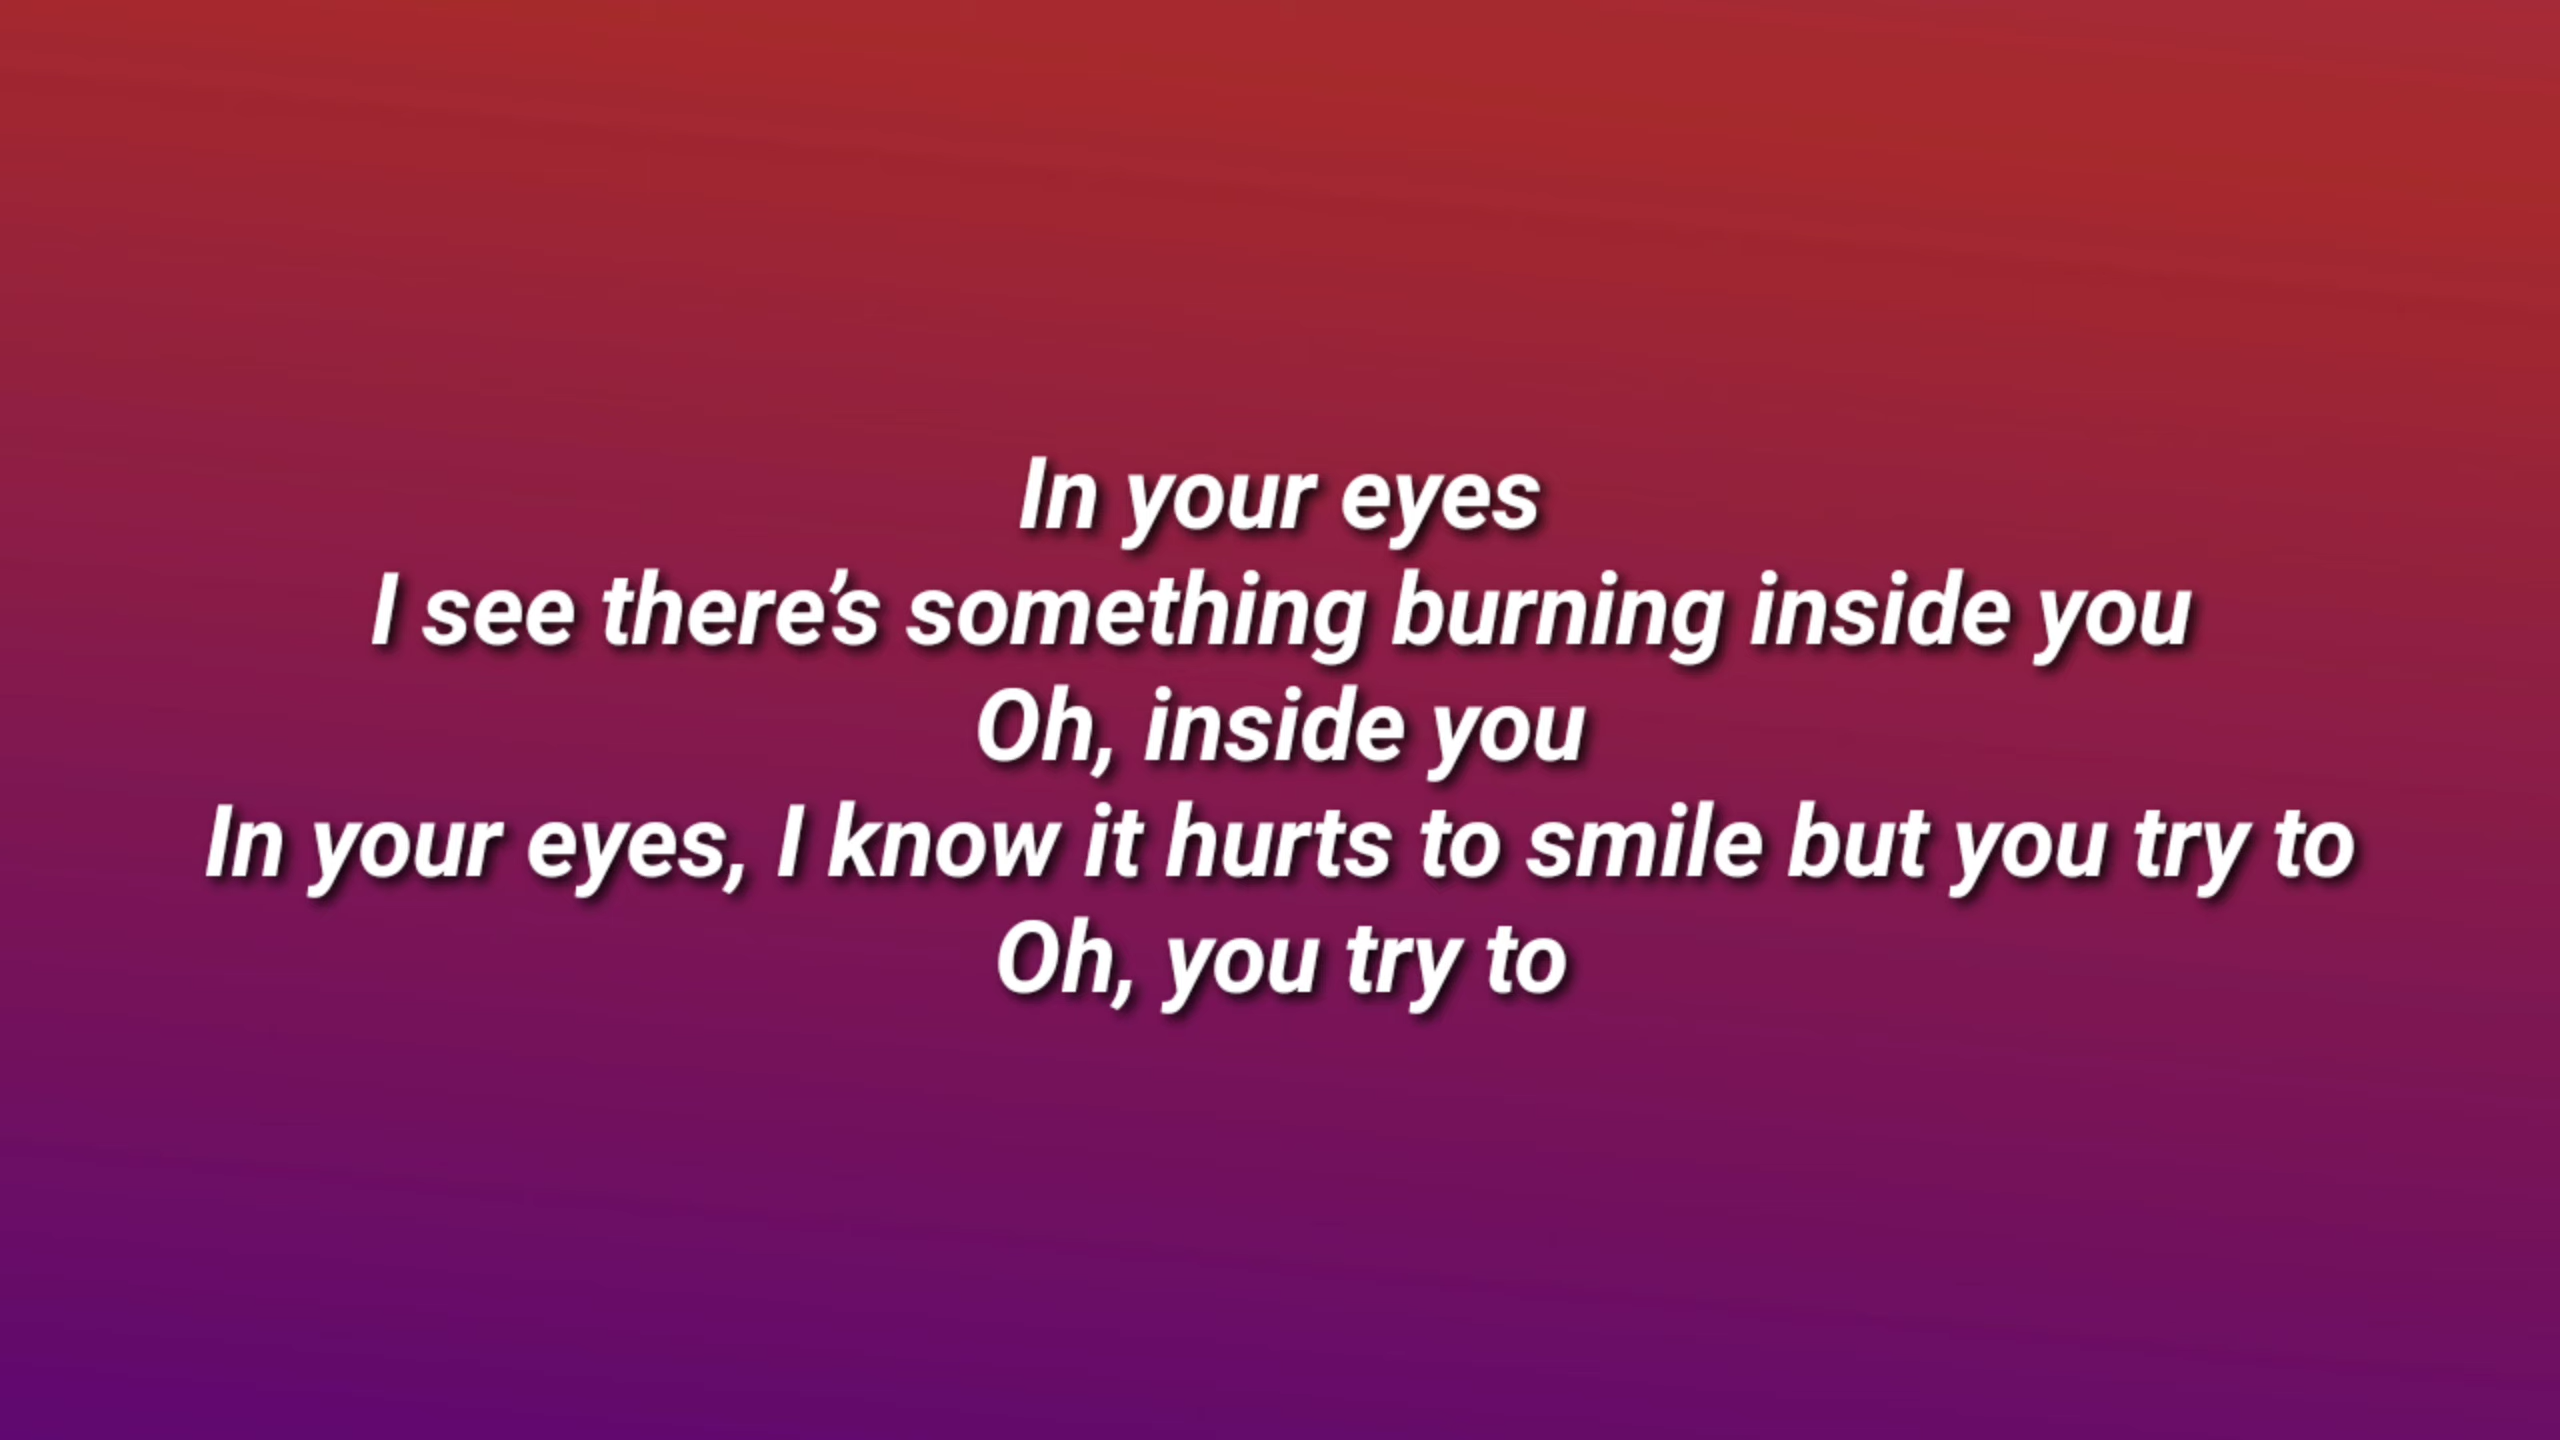 In your eyes
I see there’s something burning inside you
Oh, inside you
In your eyes, I know it hurts to smile but you try to
Oh, you try to